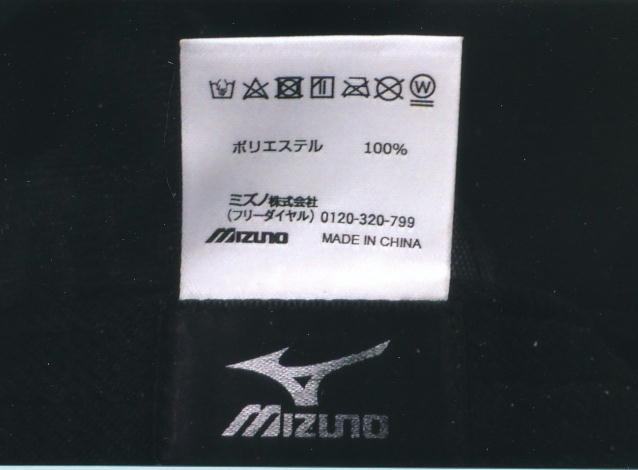 W
ポリエステル 100%
ミズノ株式会社
(フリーダイヤル) 0120-320-799
MIZUNO MADE IN CHINA
MIZUNO